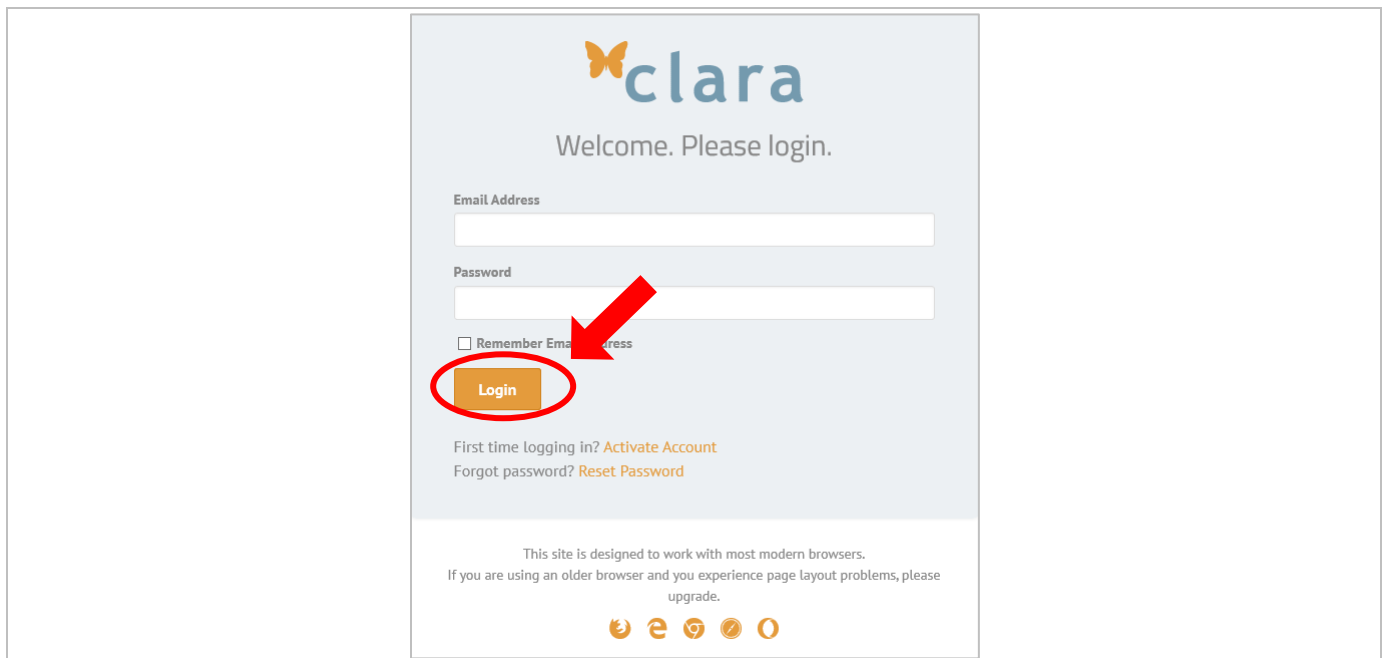 clara
Welcome. Please login.
Email Address
Password
Remember Email Address
Login
First time logging in? Activate Account
Forgot password? Reset Password
This site is designed to work with most modern browsers.
If you are using an older browser and you experience page layout problems, please
upgrade.